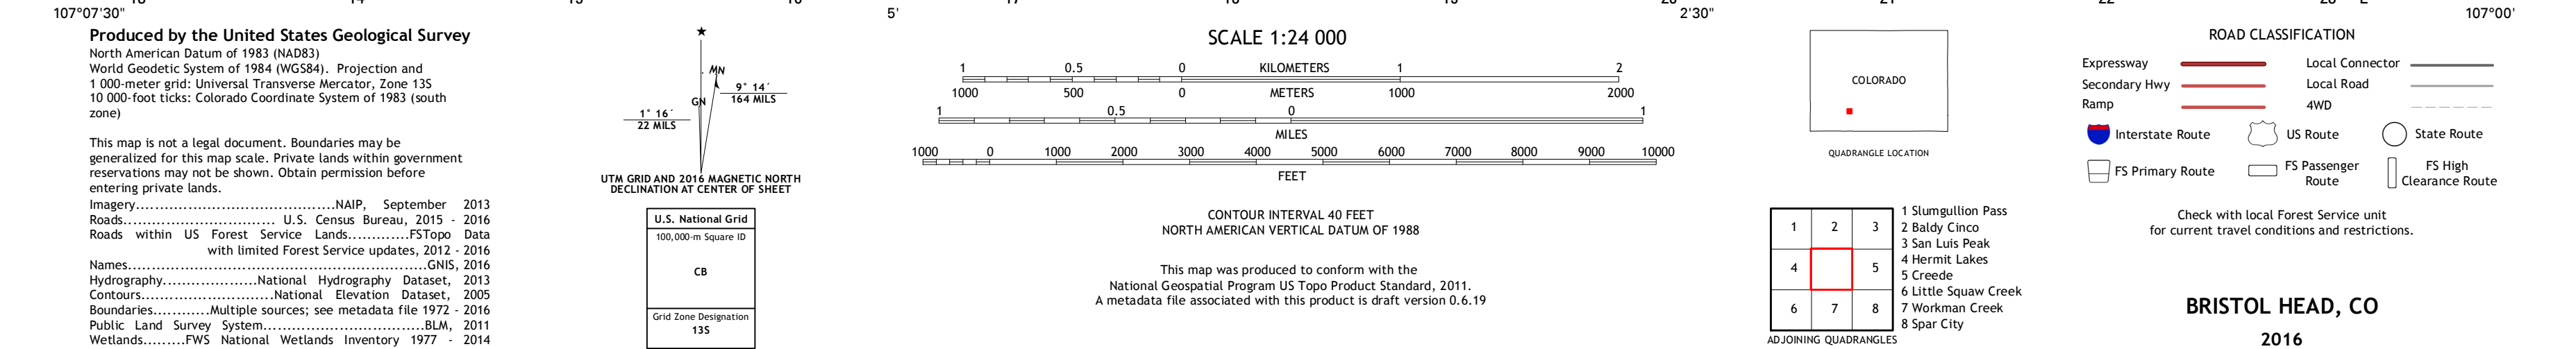 107°07'30"
5'
17
2'30"
107°00'
Produced by the United States Geological Survey
North American Datum of 1983 (NAD83)
World Geodetic System of 1984 (WGS84). Projection and
1 000-meter grid: Universal Transverse Mercator, Zone 13S
10 000-foot ticks: Colorado Coordinate System of 1983 (south
zone)
This map is not a legal document. Boundaries may be
generalized for this map scale. Private lands within government
reservations may not be shown. Obtain permission before
entering private lands.
Imagery..........................................NAIP, September 2013
Roads............................ U.S. Census Bureau, 2015 - 2016
Roads within US Forest Service Lands............FSTopo Data
with limited Forest Service updates, 2012 - 2016
Names............................................................GNIS, 2016
Hydrography...................National Hydrography Dataset, 2013
Contours...........................National Elevation Dataset, 2005
Boundaries...........Multiple sources; see metadata file 1972 - 2016
Public Land Survey System.................................BLM, 2011
Wetlands.........FWS National Wetlands Inventory 1977 - 2014
★
MN
GN
9° 14´
164 MILS
1° 16´
22 MILS
UTM GRID AND 2016 MAGNETIC NORTH
DECLINATION AT CENTER OF SHEET
U.S. National Grid
100,000-m Square ID
CB
Grid Zone Designation
13S
SCALE 1:24 000
1 0.5 0 KILOMETERS 1 2
1000 500 0 METERS 1000 2000
1 0.5 0 1
MILES
1000 0 1000 2000 3000 4000 5000 6000 7000 8000 9000 10000
FEET
CONTOUR INTERVAL 40 FEET
NORTH AMERICAN VERTICAL DATUM OF 1988
This map was produced to conform with the
National Geospatial Program US Topo Product Standard, 2011.
A metadata file associated with this product is draft version 0.6.19
COLORADO
QUADRANGLE LOCATION
1 2 3
4 5
6 7 8
1 Slumgullion Pass
2 Baldy Cinco
3 San Luis Peak
4 Hermit Lakes
5 Creede
6 Little Squaw Creek
7 Workman Creek
8 Spar City
ADJOINING QUADRANGLES
ROAD CLASSIFICATION
Expressway Local Connector
Secondary Hwy Local Road
Ramp 4WD
Interstate Route US Route State Route
FS Primary Route
FS Passenger
Route
FS High
Clearance Route
Check with local Forest Service unit
for current travel conditions and restrictions.
BRISTOL HEAD, CO
2016